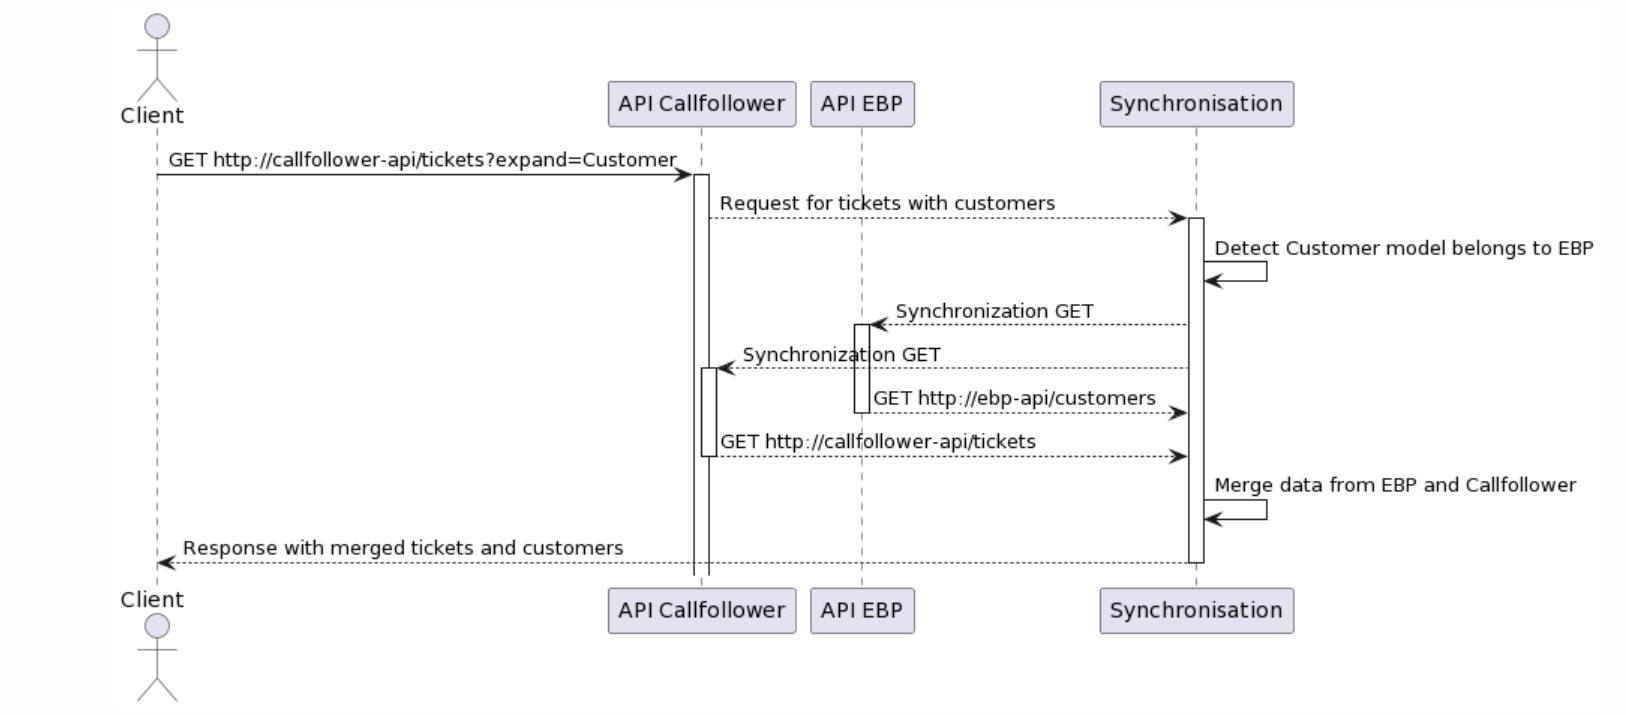 Client
API Callfollower
API EBP
Synchronisation
GET http://callfollower-api/tickets?expand=Customer
Request for tickets with customers
Detect Customer model belongs to EBP
Synchronization GET
Synchronization GET
GET http://ebp-api/customers
GET http://callfollower-api/tickets
Merge data from EBP and Callfollower
Response with merged tickets and customers
Client
API Callfollower
API EBP
Synchronisation